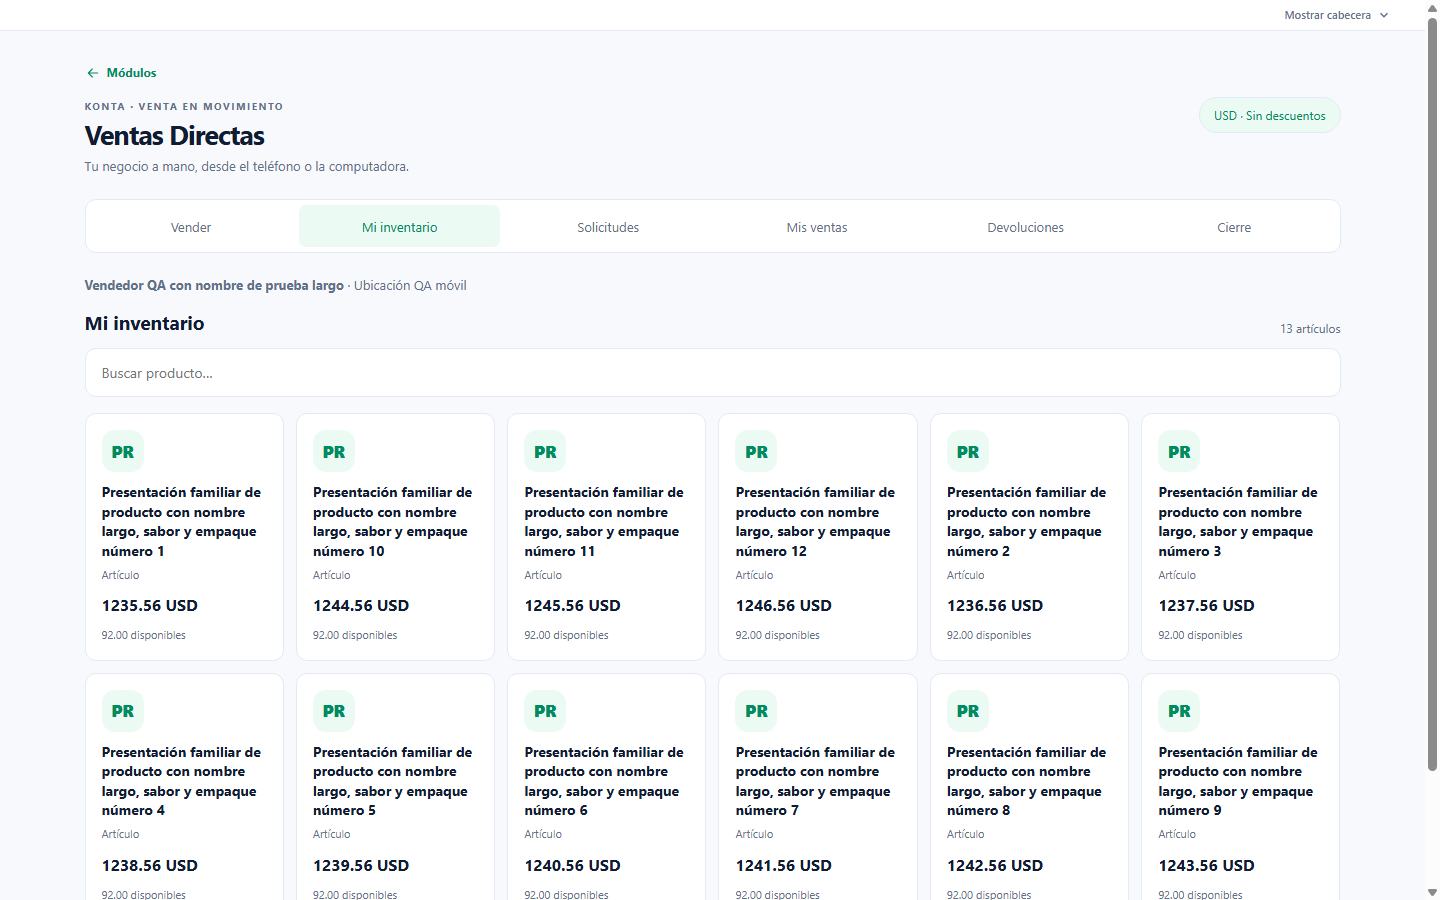 Mostrar cabecera
← Módulos
KONTA · VENTA EN MOVIMIENTO
Ventas Directas
Tu negocio a mano, desde el teléfono o la computadora.
USD · Sin descuentos
Vender
Mi inventario
Solicitudes
Mis ventas
Devoluciones
Cierre
Vendedor QA con nombre de prueba largo · Ubicación QA móvil
Mi inventario
13 artículos
Buscar producto...
PR
Presentación familiar de
producto con nombre
largo, sabor y empaque
número 1
Artículo
1235.56 USD
92.00 disponibles
PR
Presentación familiar de
producto con nombre
largo, sabor y empaque
número 10
Artículo
1244.56 USD
92.00 disponibles
PR
Presentación familiar de
producto con nombre
largo, sabor y empaque
número 11
Artículo
1245.56 USD
92.00 disponibles
PR
Presentación familiar de
producto con nombre
largo, sabor y empaque
número 12
Artículo
1246.56 USD
92.00 disponibles
PR
Presentación familiar de
producto con nombre
largo, sabor y empaque
número 2
Artículo
1236.56 USD
92.00 disponibles
PR
Presentación familiar de
producto con nombre
largo, sabor y empaque
número 3
Artículo
1237.56 USD
92.00 disponibles
PR
Presentación familiar de
producto con nombre
largo, sabor y empaque
número 4
Artículo
1238.56 USD
92.00 disponibles
PR
Presentación familiar de
producto con nombre
largo, sabor y empaque
número 5
Artículo
1239.56 USD
92.00 disponibles
PR
Presentación familiar de
producto con nombre
largo, sabor y empaque
número 6
Artículo
1240.56 USD
92.00 disponibles
PR
Presentación familiar de
producto con nombre
largo, sabor y empaque
número 7
Artículo
1241.56 USD
92.00 disponibles
PR
Presentación familiar de
producto con nombre
largo, sabor y empaque
número 8
Artículo
1242.56 USD
92.00 disponibles
PR
Presentación familiar de
producto con nombre
largo, sabor y empaque
número 9
Artículo
1243.56 USD
92.00 disponibles